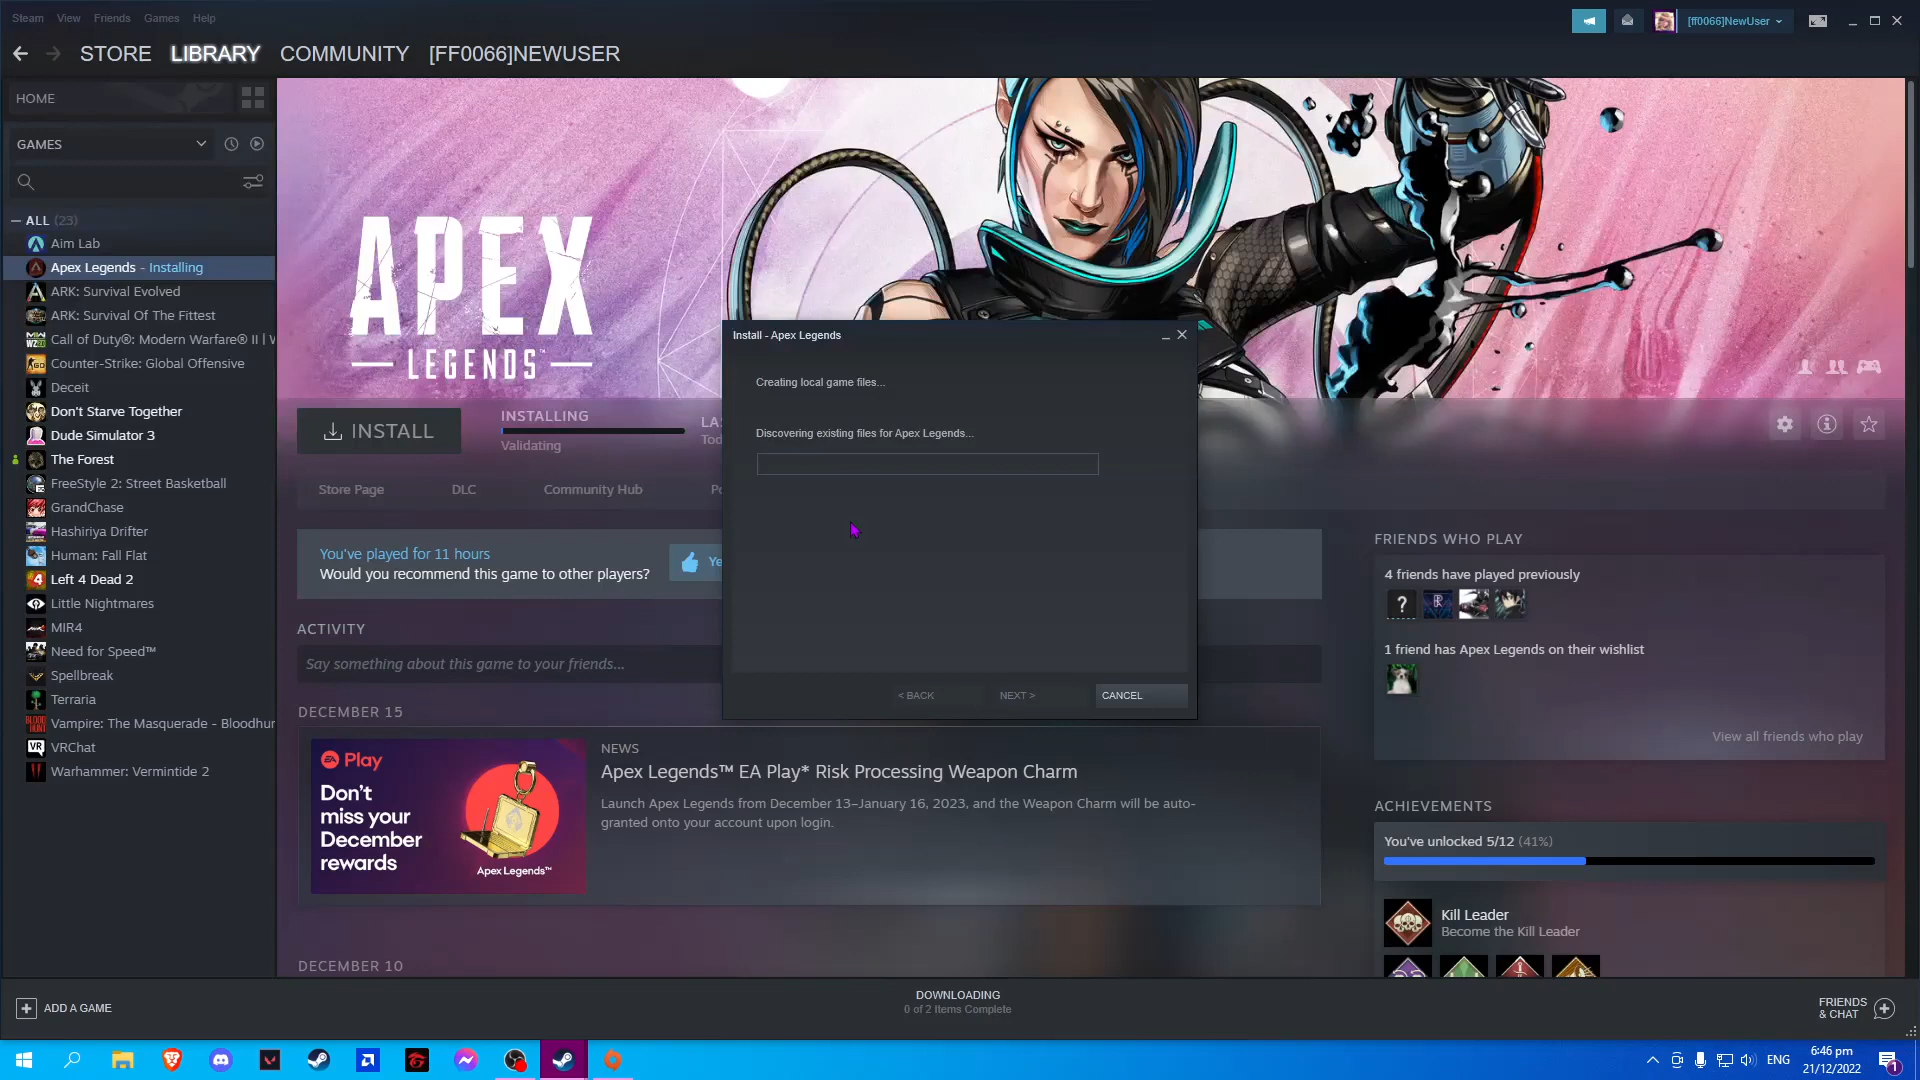 Steam View Friends Games Help
[ff0066]NewUser
STORE LIBRARY COMMUNITY [FF0066]NEWUSER
HOME
GAMES
— ALL (23)
Aim Lab
Apex Legends - Installing
ARK: Survival Evolved
ARK: Survival Of The Fittest
Call of Duty®: Modern Warfare® II | W
Counter-Strike: Global Offensive
Deceit
Don't Starve Together
Dude Simulator 3
The Forest
FreeStyle 2: Street Basketball
GrandChase
Hashiriya Drifter
Human: Fall Flat
Left 4 Dead 2
Little Nightmares
MIR4
Need for Speed™
Spellbreak
Terraria
Vampire: The Masquerade - Bloodhun
VRChat
Warhammer: Vermintide 2
APEX
LEGENDS™
INSTALL
INSTALLING
Validating
LAS
Tod
Store Page DLC Community Hub Po
Install - Apex Legends
Creating local game files...
Discovering existing files for Apex Legends...
< BACK NEXT > CANCEL
You've played for 11 hours
Would you recommend this game to other players?
Ye
ACTIVITY
Say something about this game to your friends...
DECEMBER 15
EA Play
Don't
miss your
December
rewards
Apex Legends™
NEWS
Apex Legends™ EA Play* Risk Processing Weapon Charm
Launch Apex Legends from December 13–January 16, 2023, and the Weapon Charm will be auto-
granted onto your account upon login.
DECEMBER 10
FRIENDS WHO PLAY
4 friends have played previously
?
1 friend has Apex Legends on their wishlist
View all friends who play
ACHIEVEMENTS
You've unlocked 5/12 (41%)
Kill Leader
Become the Kill Leader
ADD A GAME
DOWNLOADING
0 of 2 Items Complete
FRIENDS
& CHAT
ENG
6:46 pm
21/12/2022
1